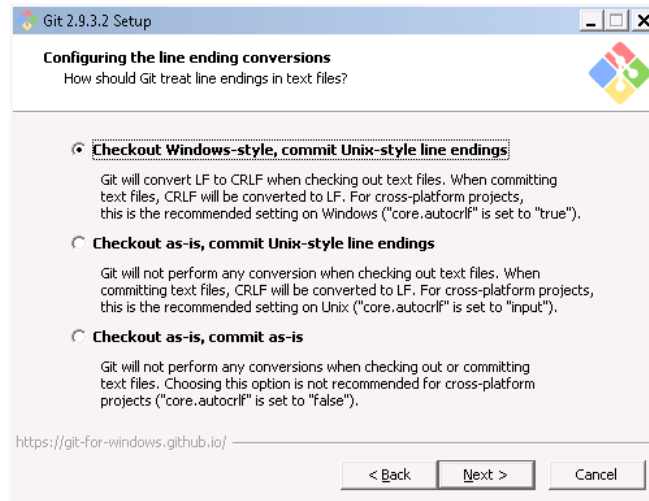 Git 2.9.3.2 Setup
Configuring the line ending conversions
How should Git treat line endings in text files?
Checkout Windows-style, commit Unix-style line endings
Git will convert LF to CRLF when checking out text files. When committing
text files, CRLF will be converted to LF. For cross-platform projects,
this is the recommended setting on Windows ("core.autocrlf" is set to "true").
Checkout as-is, commit Unix-style line endings
Git will not perform any conversion when checking out text files. When
committing text files, CRLF will be converted to LF. For cross-platform projects,
this is the recommended setting on Unix ("core.autocrlf" is set to "input").
Checkout as-is, commit as-is
Git will not perform any conversions when checking out or committing
text files. Choosing this option is not recommended for cross-platform
projects ("core.autocrlf" is set to "false").
https://git-for-windows.github.io/
< Back Next > Cancel